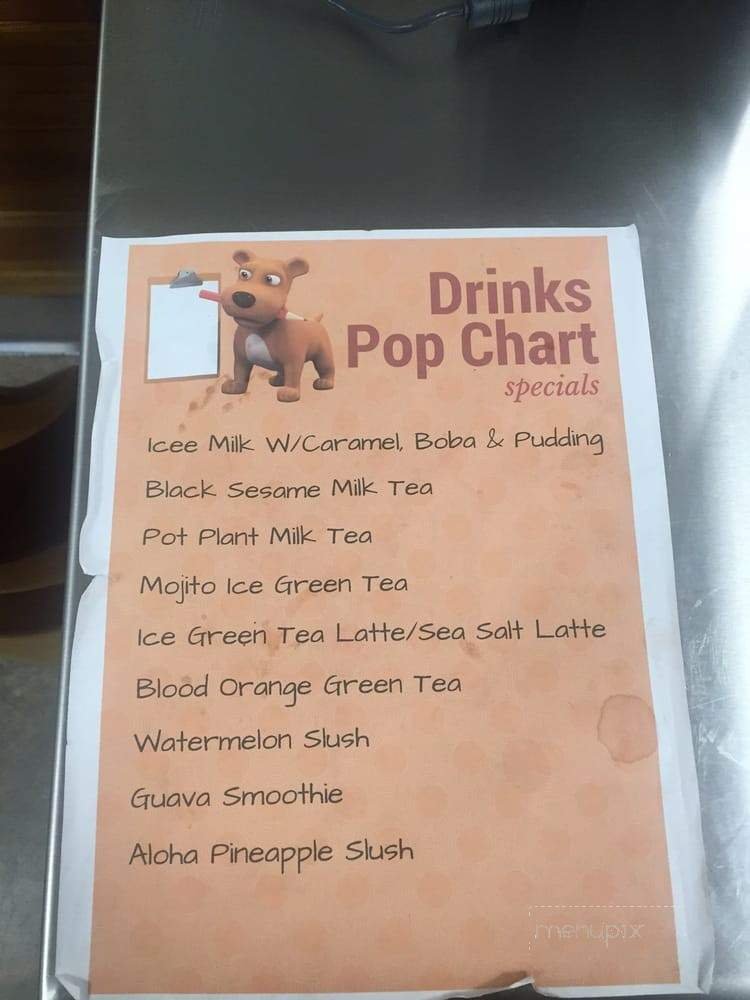 Drinks
Pop Chart
specials
Icee Milk W/Caramel, Boba & Pudding
Black Sesame Milk Tea
Pot Plant Milk Tea
Mojito Ice Green Tea
Ice Green Tea Latte/Sea Salt Latte
Blood Orange Green Tea
Watermelon Slush
Guava Smoothie
Aloha Pineapple Slush
menupix